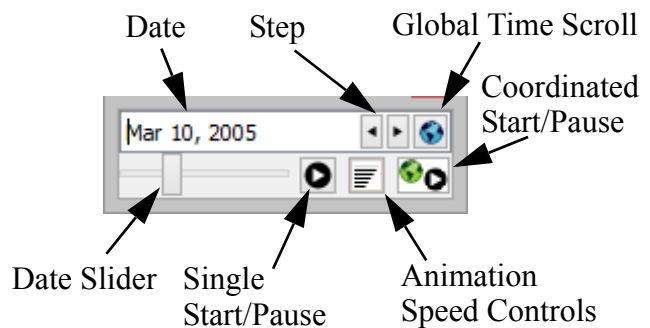 Date
Step
Global Time Scroll
Coordinated
Start/Pause
Mar 10, 2005
Date Slider
Single
Start/Pause
Animation
Speed Controls